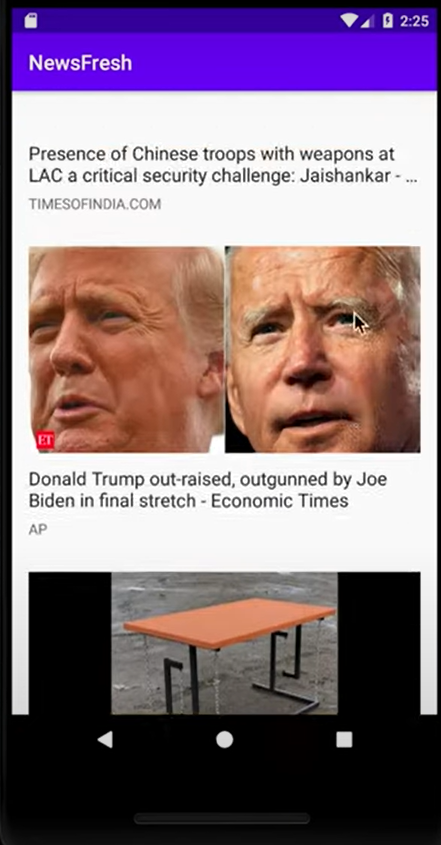 2:25
NewsFresh
Presence of Chinese troops with weapons at
LAC a critical security challenge: Jaishankar - ...
TIMESOFINDIA.COM
ET
Donald Trump out-raised, outgunned by Joe
Biden in final stretch - Economic Times
AP